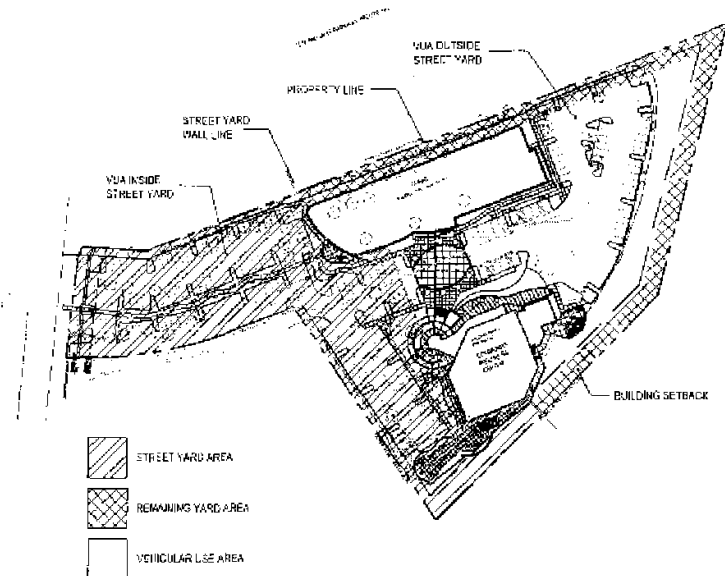 VUA OUTSIDE
STREET YARD
PROPERTY LINE
STREET YARD
WALL LINE
VUA INSIDE
STREET YARD
BUILDING SETBACK
STREET YARD AREA
REMAINING YARD AREA
VEHICULAR USE AREA